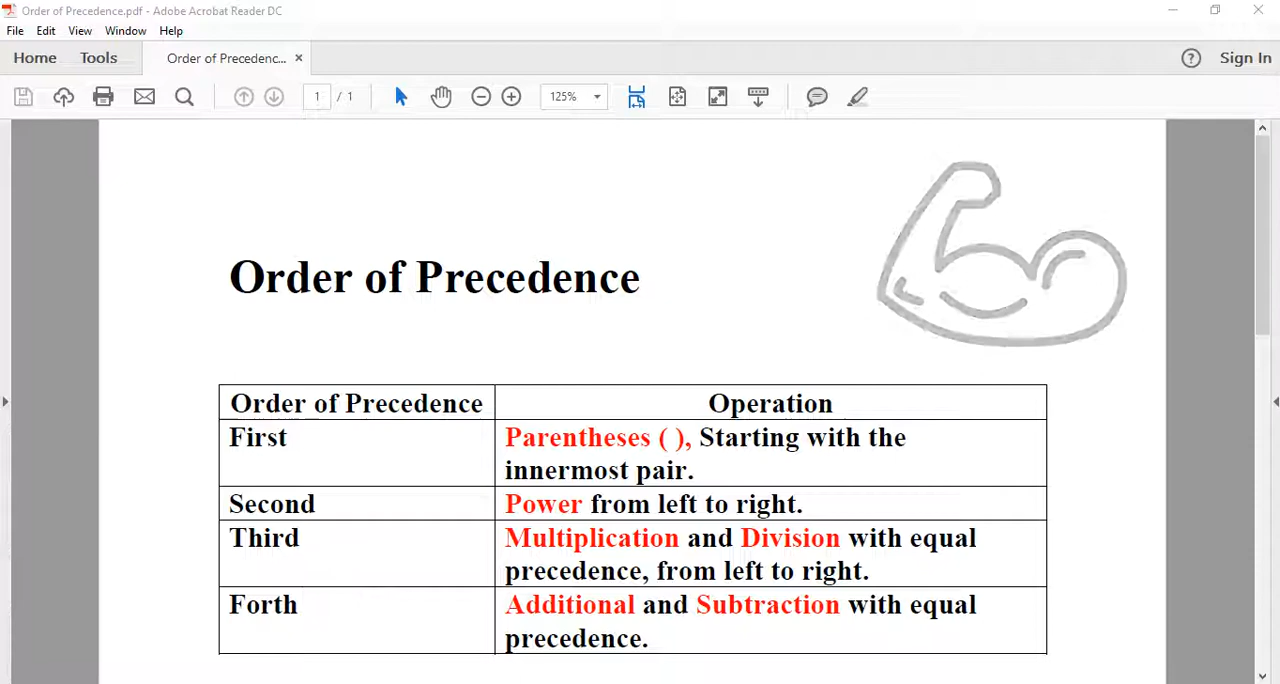 Order of Precedence.pdf - Adobe Acrobat Reader DC
File Edit View Window Help
Home Tools Order of Precedenc... × ? Sign In
1 / 1 125%
Order of Precedence
Order of Precedence Operation
First Parentheses ( ), Starting with the
innermost pair.
Second Power from left to right.
Third Multiplication and Division with equal
precedence, from left to right.
Forth Additional and Subtraction with equal
precedence.